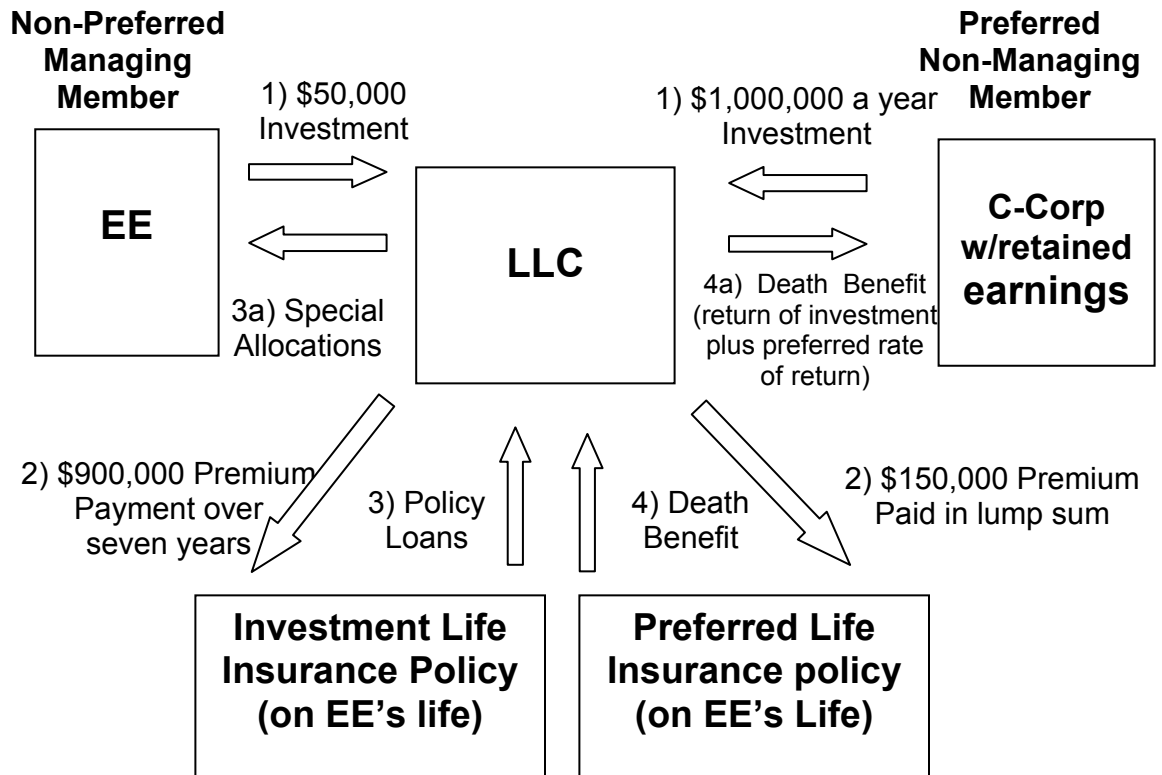 Non-Preferred
Managing
Member
Preferred
Non-Managing
Member
1) $50,000
Investment
1) $1,000,000 a year
Investment
EE
LLC
C-Corp
w/retained
earnings
3a) Special
Allocations
4a) Death Benefit
(return of investment
plus preferred rate
of return)
2) $900,000 Premium
Payment over
seven years
3) Policy
Loans
4) Death
Benefit
2) $150,000 Premium
Paid in lump sum
Investment Life
Insurance Policy
(on EE's life)
Preferred Life
Insurance policy
(on EE's Life)